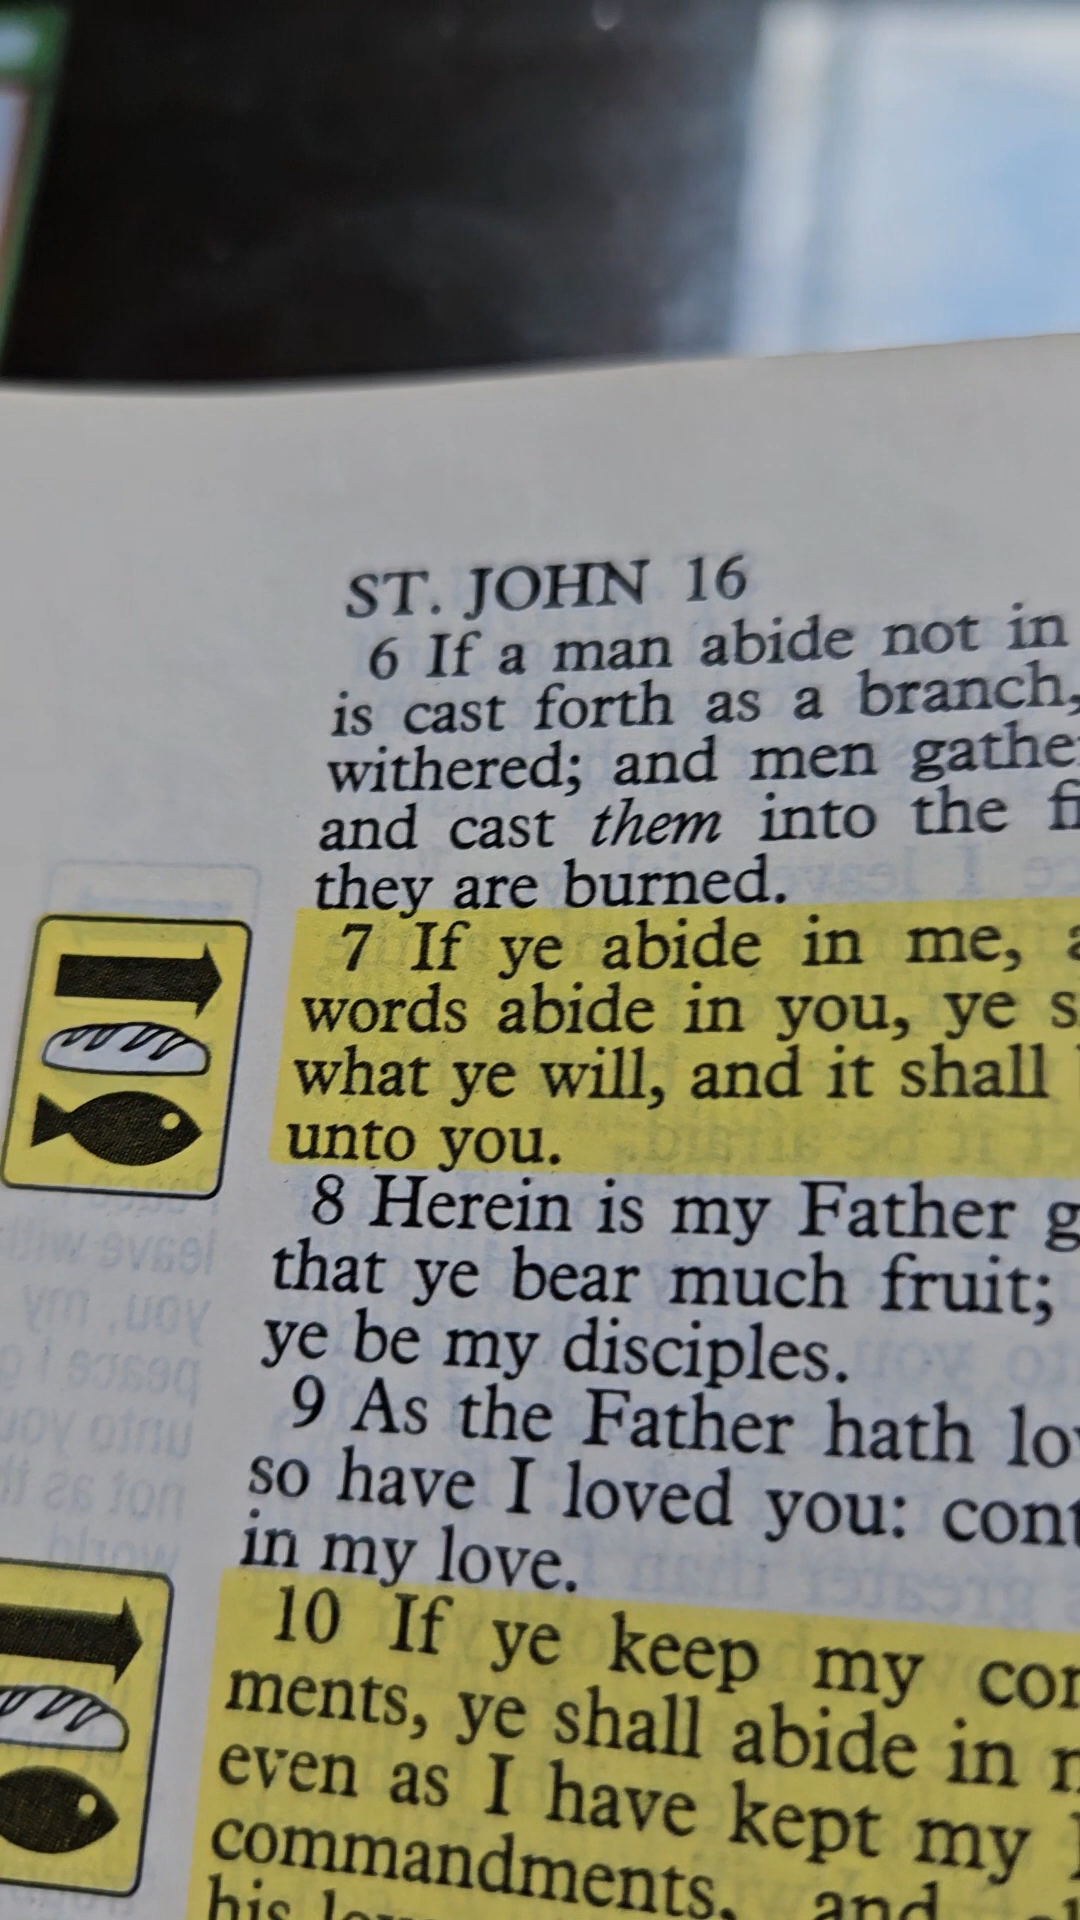 ST. JOHN 16
6 If a man abide not in
is cast forth as a branch,
withered; and men gathe
and cast them into the fi
they are burned.
7 If ye abide in me, a
words abide in you, ye s
what ye will, and it shall
unto you.
8 Herein is my Father g
that ye bear much fruit;
ye be my disciples.
9 As the Father hath lo
so have I loved you: cont
in my love.
10 If ye keep my com
ments, ye shall abide in m
even as I have kept my
commandments, and
his lov